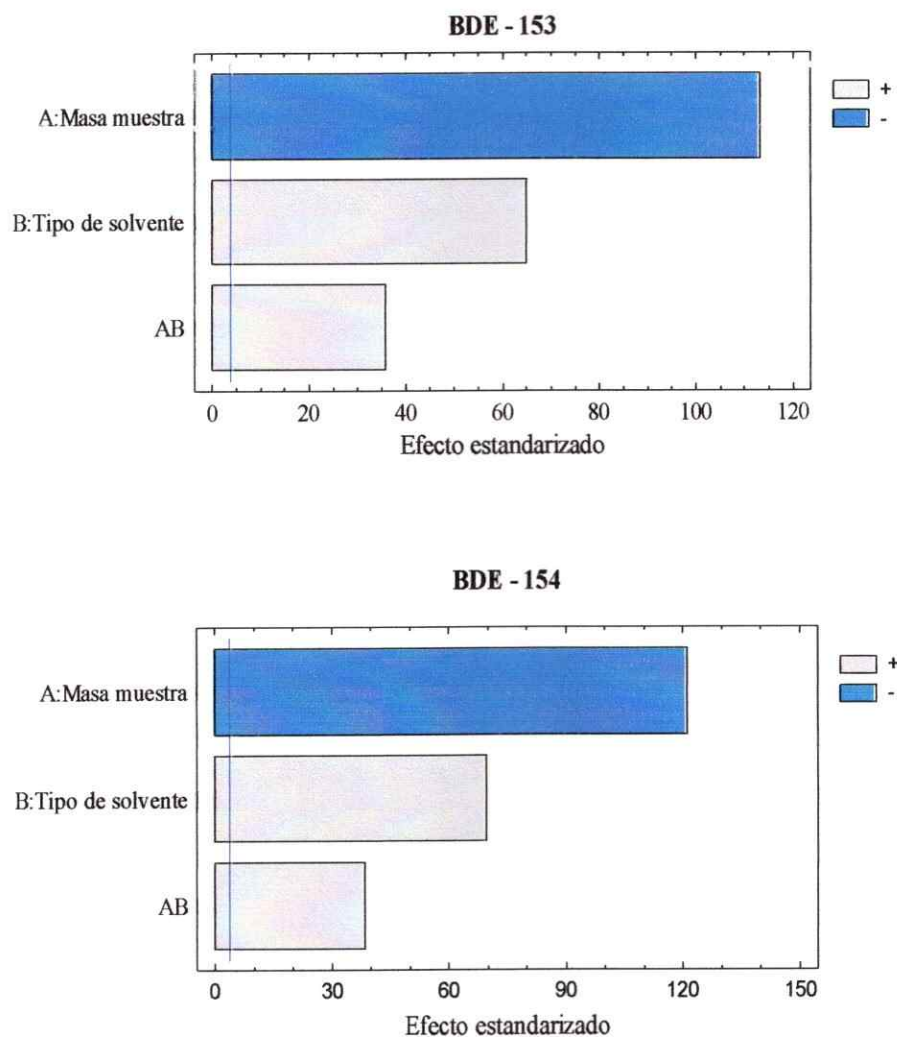 BDE - 153
A:Masa muestra
B:Tipo de solvente
AB
+
-
0 20 40 60 80 100 120
Efecto estandarizado
BDE - 154
A:Masa muestra
B:Tipo de solvente
AB
+
-
0 30 60 90 120 150
Efecto estandarizado